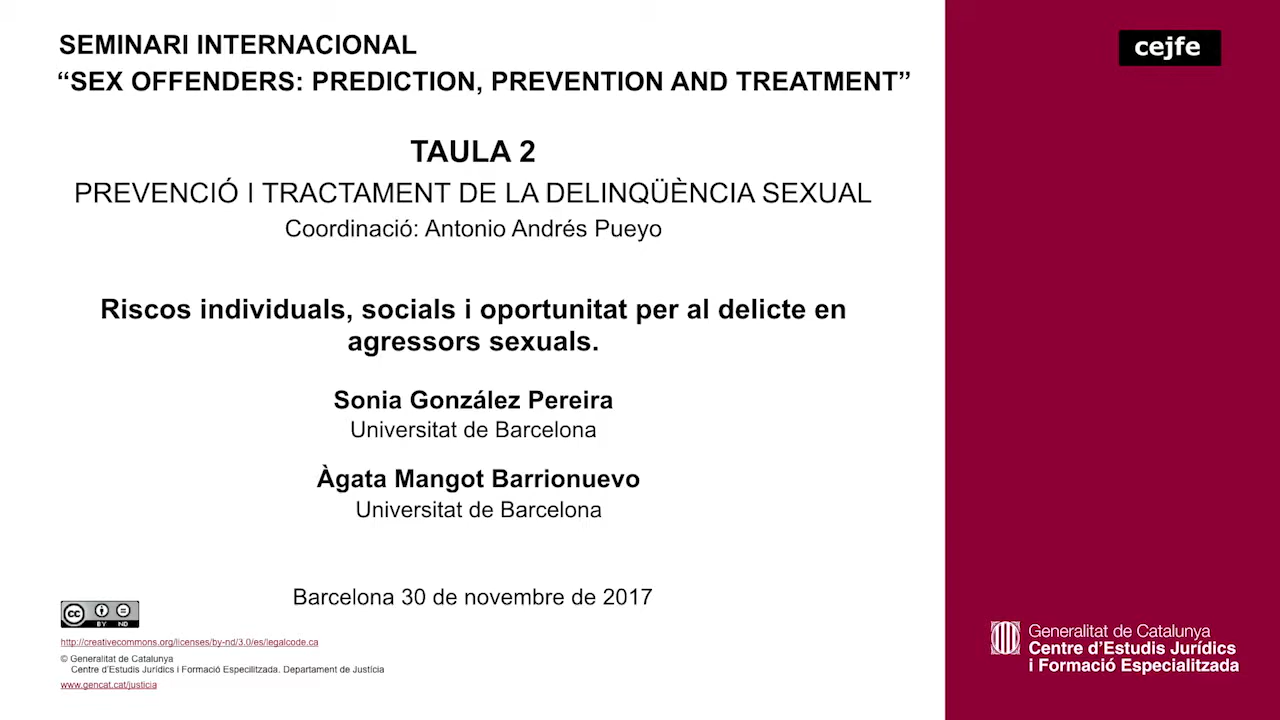 SEMINARI INTERNACIONAL
“SEX OFFENDERS: PREDICTION, PREVENTION AND TREATMENT”
cejfe
TAULA 2
PREVENCIÓ I TRACTAMENT DE LA DELINQÜÈNCIA SEXUAL
Coordinació: Antonio Andrés Pueyo
Riscos individuals, socials i oportunitat per al delicte en
agressors sexuals.
Sonia González Pereira
Universitat de Barcelona
Àgata Mangot Barrionuevo
Universitat de Barcelona
Barcelona 30 de novembre de 2017
cc BY ND
http://creativecommons.org/licenses/by-nd/3.0/es/legalcode.ca
© Generalitat de Catalunya
Centre d'Estudis Jurídics i Formació Especilitzada. Departament de Justícia
www.gencat.cat/justicia
Generalitat de Catalunya
Centre d'Estudis Jurídics
i Formació Especialitzada